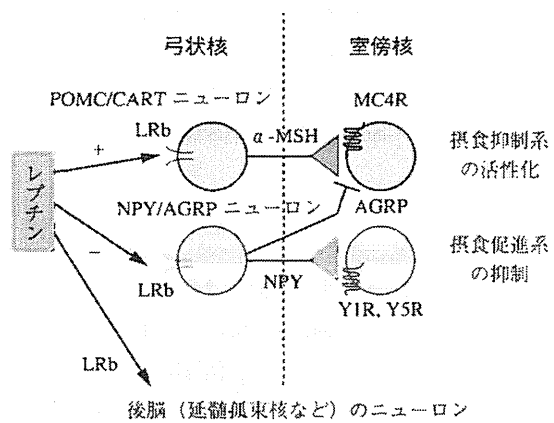 弓状核
室傍核
POMC/CART ニューロン
MC4R
LRb
α-MSH
摂食抑制系
の活性化
+
レプチン
NPY/AGRP ニューロン
AGRP
−
摂食促進系
の抑制
LRb
NPY
Y1R, Y5R
LRb
後脳（延髄孤束核など）のニューロン